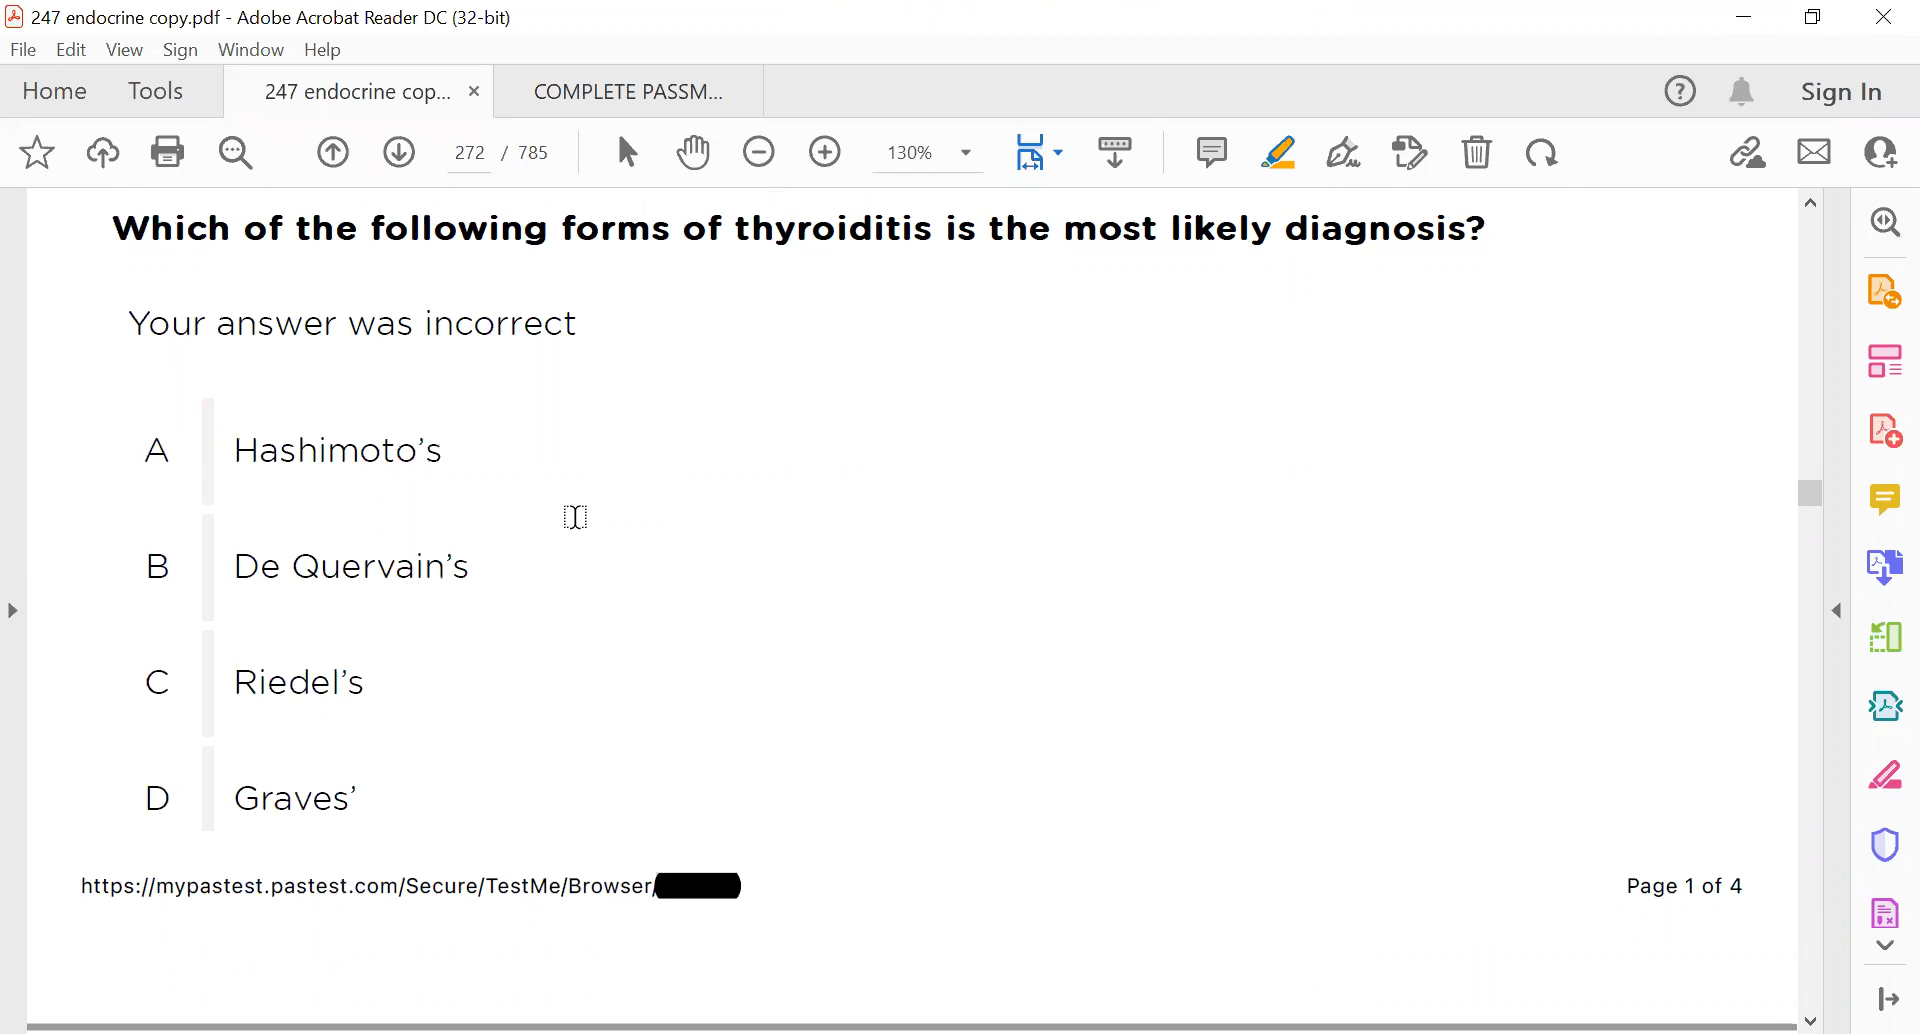 247 endocrine copy.pdf - Adobe Acrobat Reader DC (32-bit)
File Edit View Sign Window Help
Home Tools 247 endocrine cop... COMPLETE PASSM... Sign In
272 / 785 130%
Which of the following forms of thyroiditis is the most likely diagnosis?
Your answer was incorrect
A Hashimoto’s
B De Quervain’s
C Riedel’s
D Graves’
https://mypastest.pastest.com/Secure/TestMe/Browser/ Page 1 of 4